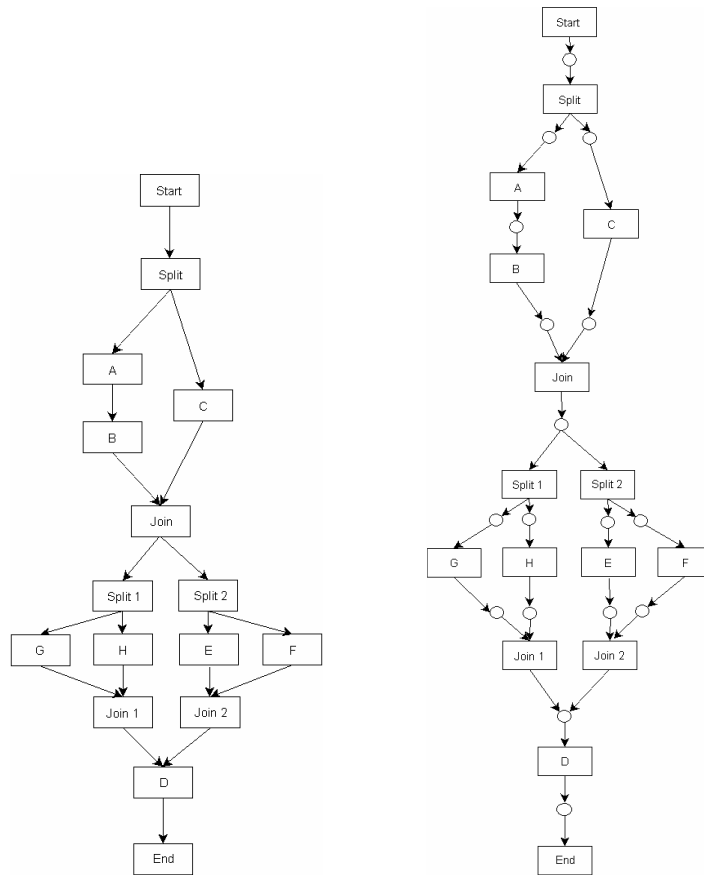 Start
Split
A
C
B
Join
Split 1
Split 2
G
H
E
F
Join 1
Join 2
D
End
Start
Split
A
C
B
Join
Split 1
Split 2
G
H
E
F
Join 1
Join 2
D
End